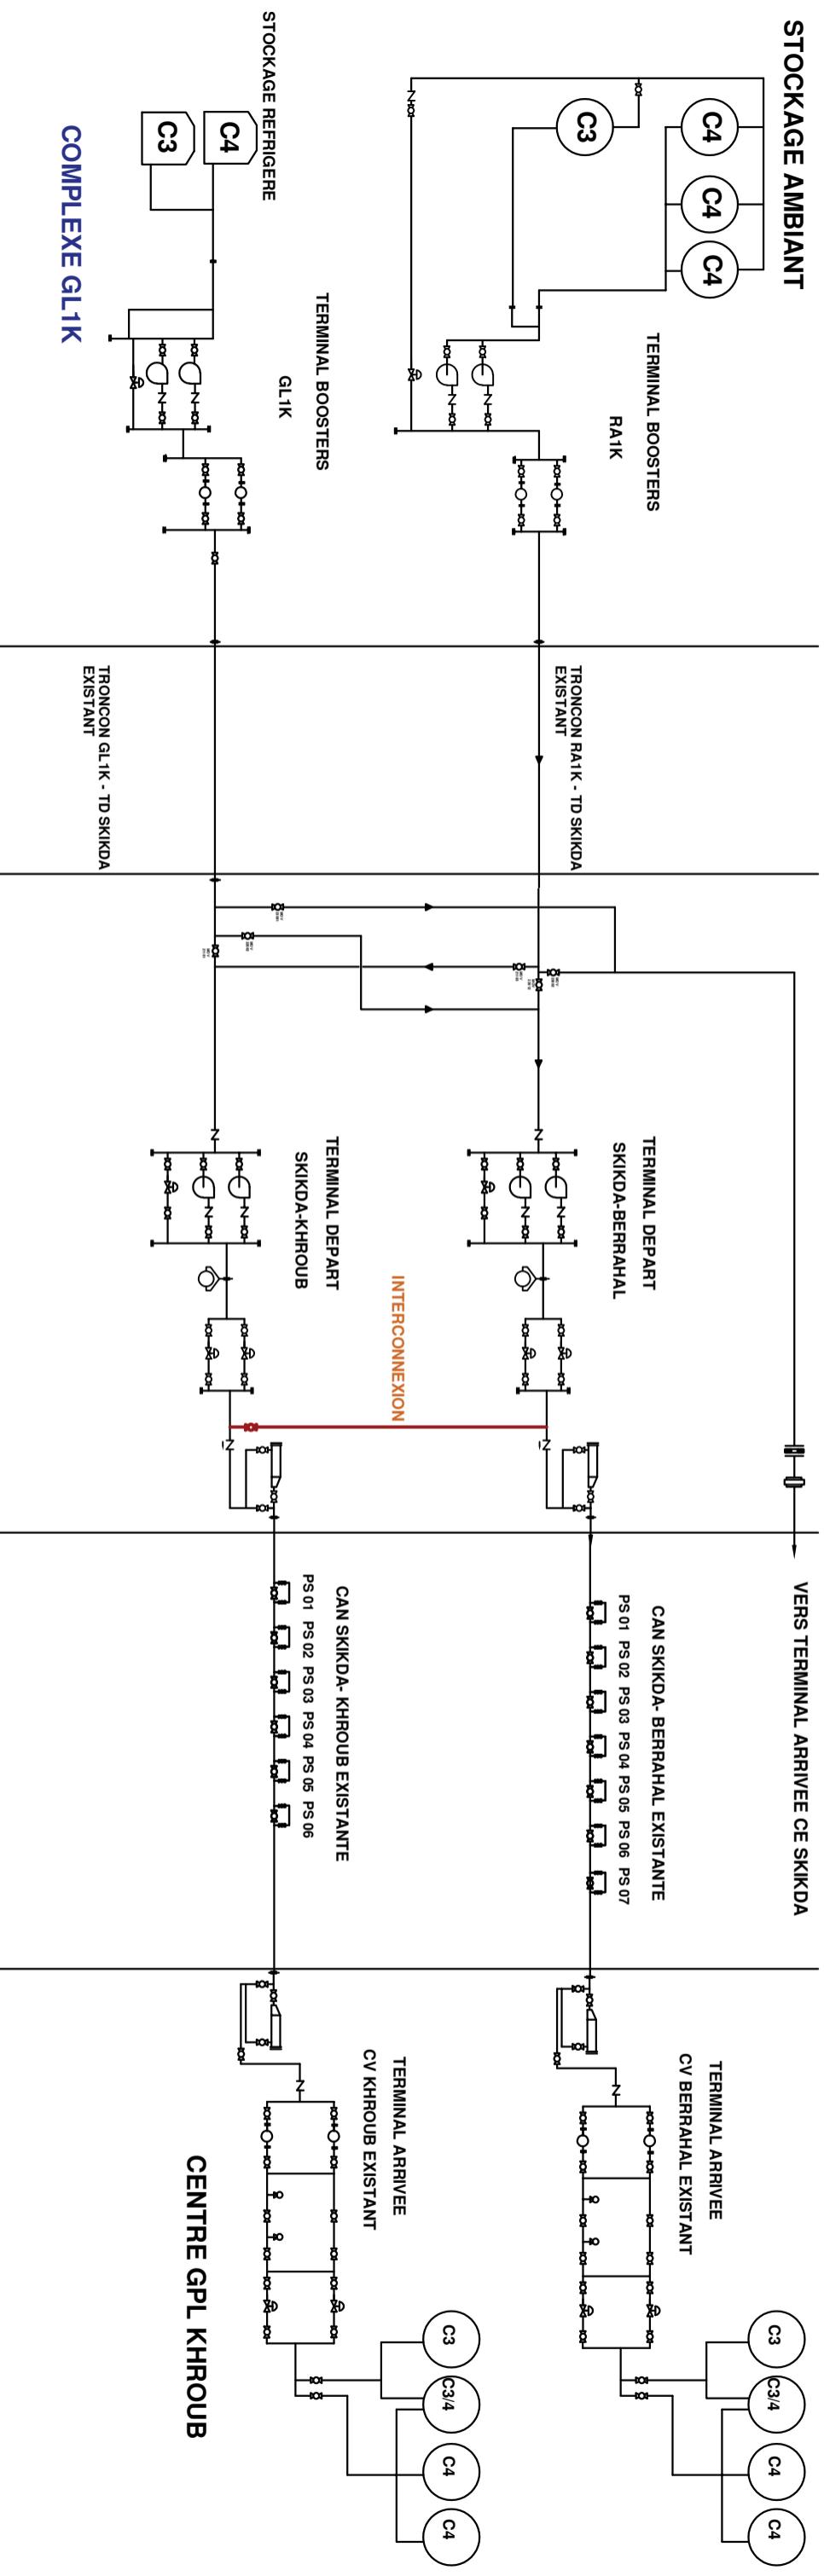 STOCKAGE AMBIANT
C4
C4
C4
C3
TERMINAL BOOSTERS
RA1K
STOCKAGE REFRIGERE
C4
C3
COMPLEXE GL1K
TERMINAL BOOSTERS
GL1K
TRONCON RA1K - TD SKIKDA
EXISTANT
TRONCON GL1K - TD SKIKDA
EXISTANT
TERMINAL DEPART
SKIKDA-BERRAHAL
TERMINAL DEPART
SKIKDA-KHROUB
INTERCONNEXION
VERS TERMINAL ARRIVEE CE SKIKDA
CAN SKIKDA- BERRAHAL EXISTANTE
PS 01 PS 02 PS 03 PS 04 PS 05 PS 06 PS 07
CAN SKIKDA- KHROUB EXISTANTE
PS 01 PS 02 PS 03 PS 04 PS 05 PS 06
TERMINAL ARRIVEE
CV BERRAHAL EXISTANT
C3
C3/4
C4
C4
TERMINAL ARRIVEE
CV KHROUB EXISTANT
C3
C3/4
C4
C4
CENTRE GPL KHROUB